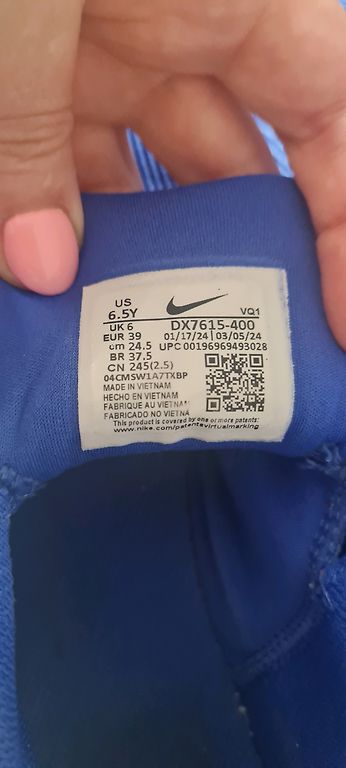 US
6.5Y
VQ1
UK 6 DX7615-400
EUR 39 01/17/24 | 03/05/24
cm 24.5 UPC 00196969493028
BR 37.5
CN 245(2.5)
04CMSW1A7TXBP
MADE IN VIETNAM
HECHO EN VIETNAM
FABRIQUE AU VIETNAM
FABRICADO NO VIETNÃ
This product is covered by one or more patents:
www.nike.com/patentsvirtualmarking